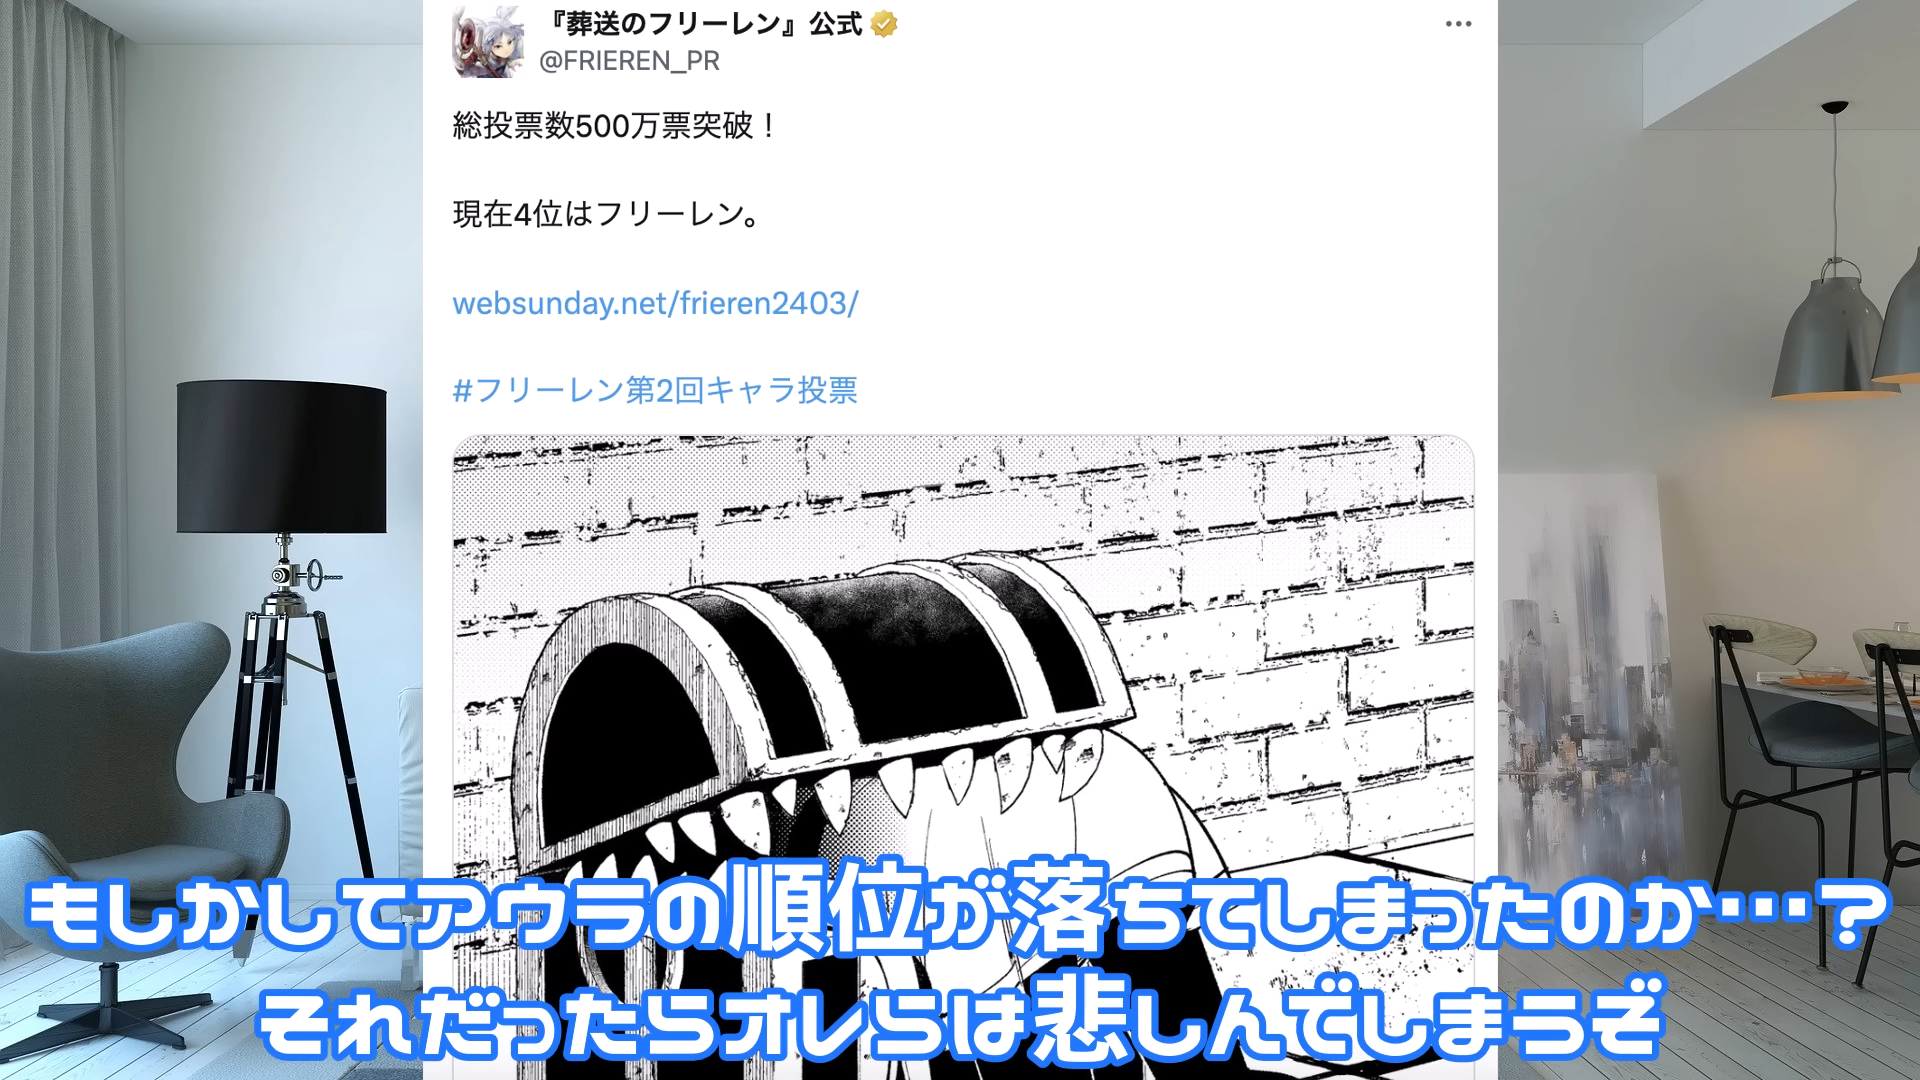 『葬送のフリーレン』公式
@FRIEREN_PR
総投票数500万票突破！
現在4位はフリーレン。
websunday.net/frieren2403/
#フリーレン第2回キャラ投票
もしかしてアウラの順位が落ちてしまったのか…？
それだったらオレらは悲しんでしまうぞ